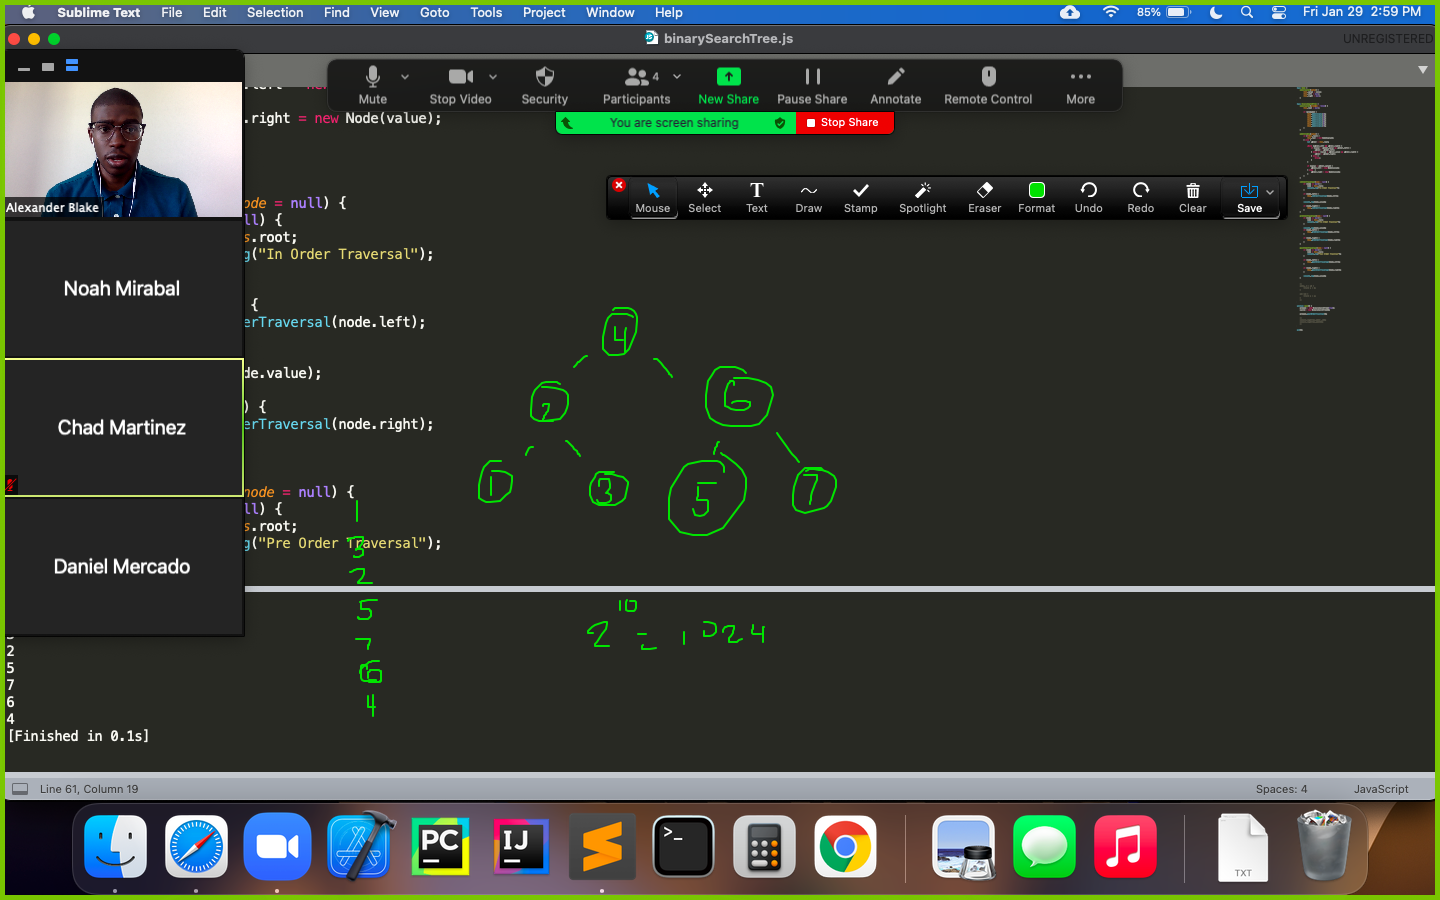 Sublime Text File Edit Selection Find View Goto Tools Project Window Help 85% Fri Jan 29 2:59 PM
binarySearchTree.js UNREGISTERED
4
Mute Stop Video Security Participants New Share Pause Share Annotate Remote Control More
You are screen sharing Stop Share
.right = new Node(value);
Mouse Select Text Draw Stamp Spotlight Eraser Format Undo Redo Clear Save
Alexander Blake
Noah Mirabal
Chad Martinez
Daniel Mercado
ode = null) {
ll) {
s.root;
g("In Order Traversal");
{
erTraversal(node.left);
de.value);
) {
erTraversal(node.right);
node = null) {
ll) {
s.root;
g("Pre Order Traversal");
4
2 6
1 3 5 7
1
3
2
5
7
6
4
2^10 = 1024
2
5
7
6
4
[Finished in 0.1s]
Line 61, Column 19 Spaces: 4 JavaScript
PC
IJ
>_
TXT